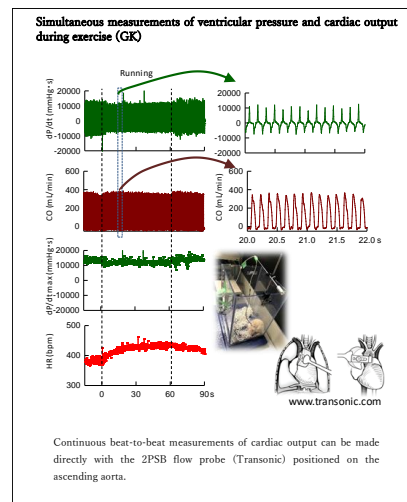 Simultaneous measurements of ventricular pressure and cardiac output
during exercise (GK)
Running
dP/dt (mmHg·s)
20000
10000
0
-10000
-20000
20000
10000
0
-10000
-20000
CO (mL/min)
600
400
200
0
CO (mL/min)
600
400
200
0
20.0
20.5
21.0
21.5
22.0 s
dP/dt max (mmHg·s)
20000
10000
0
-10000
-20000
HR (bpm)
500
400
300
0
30
60
90 s
www.transonic.com
Continuous beat-to-beat measurements of cardiac output can be made
directly with the 2PSB flow probe (Transonic) positioned on the
ascending aorta.